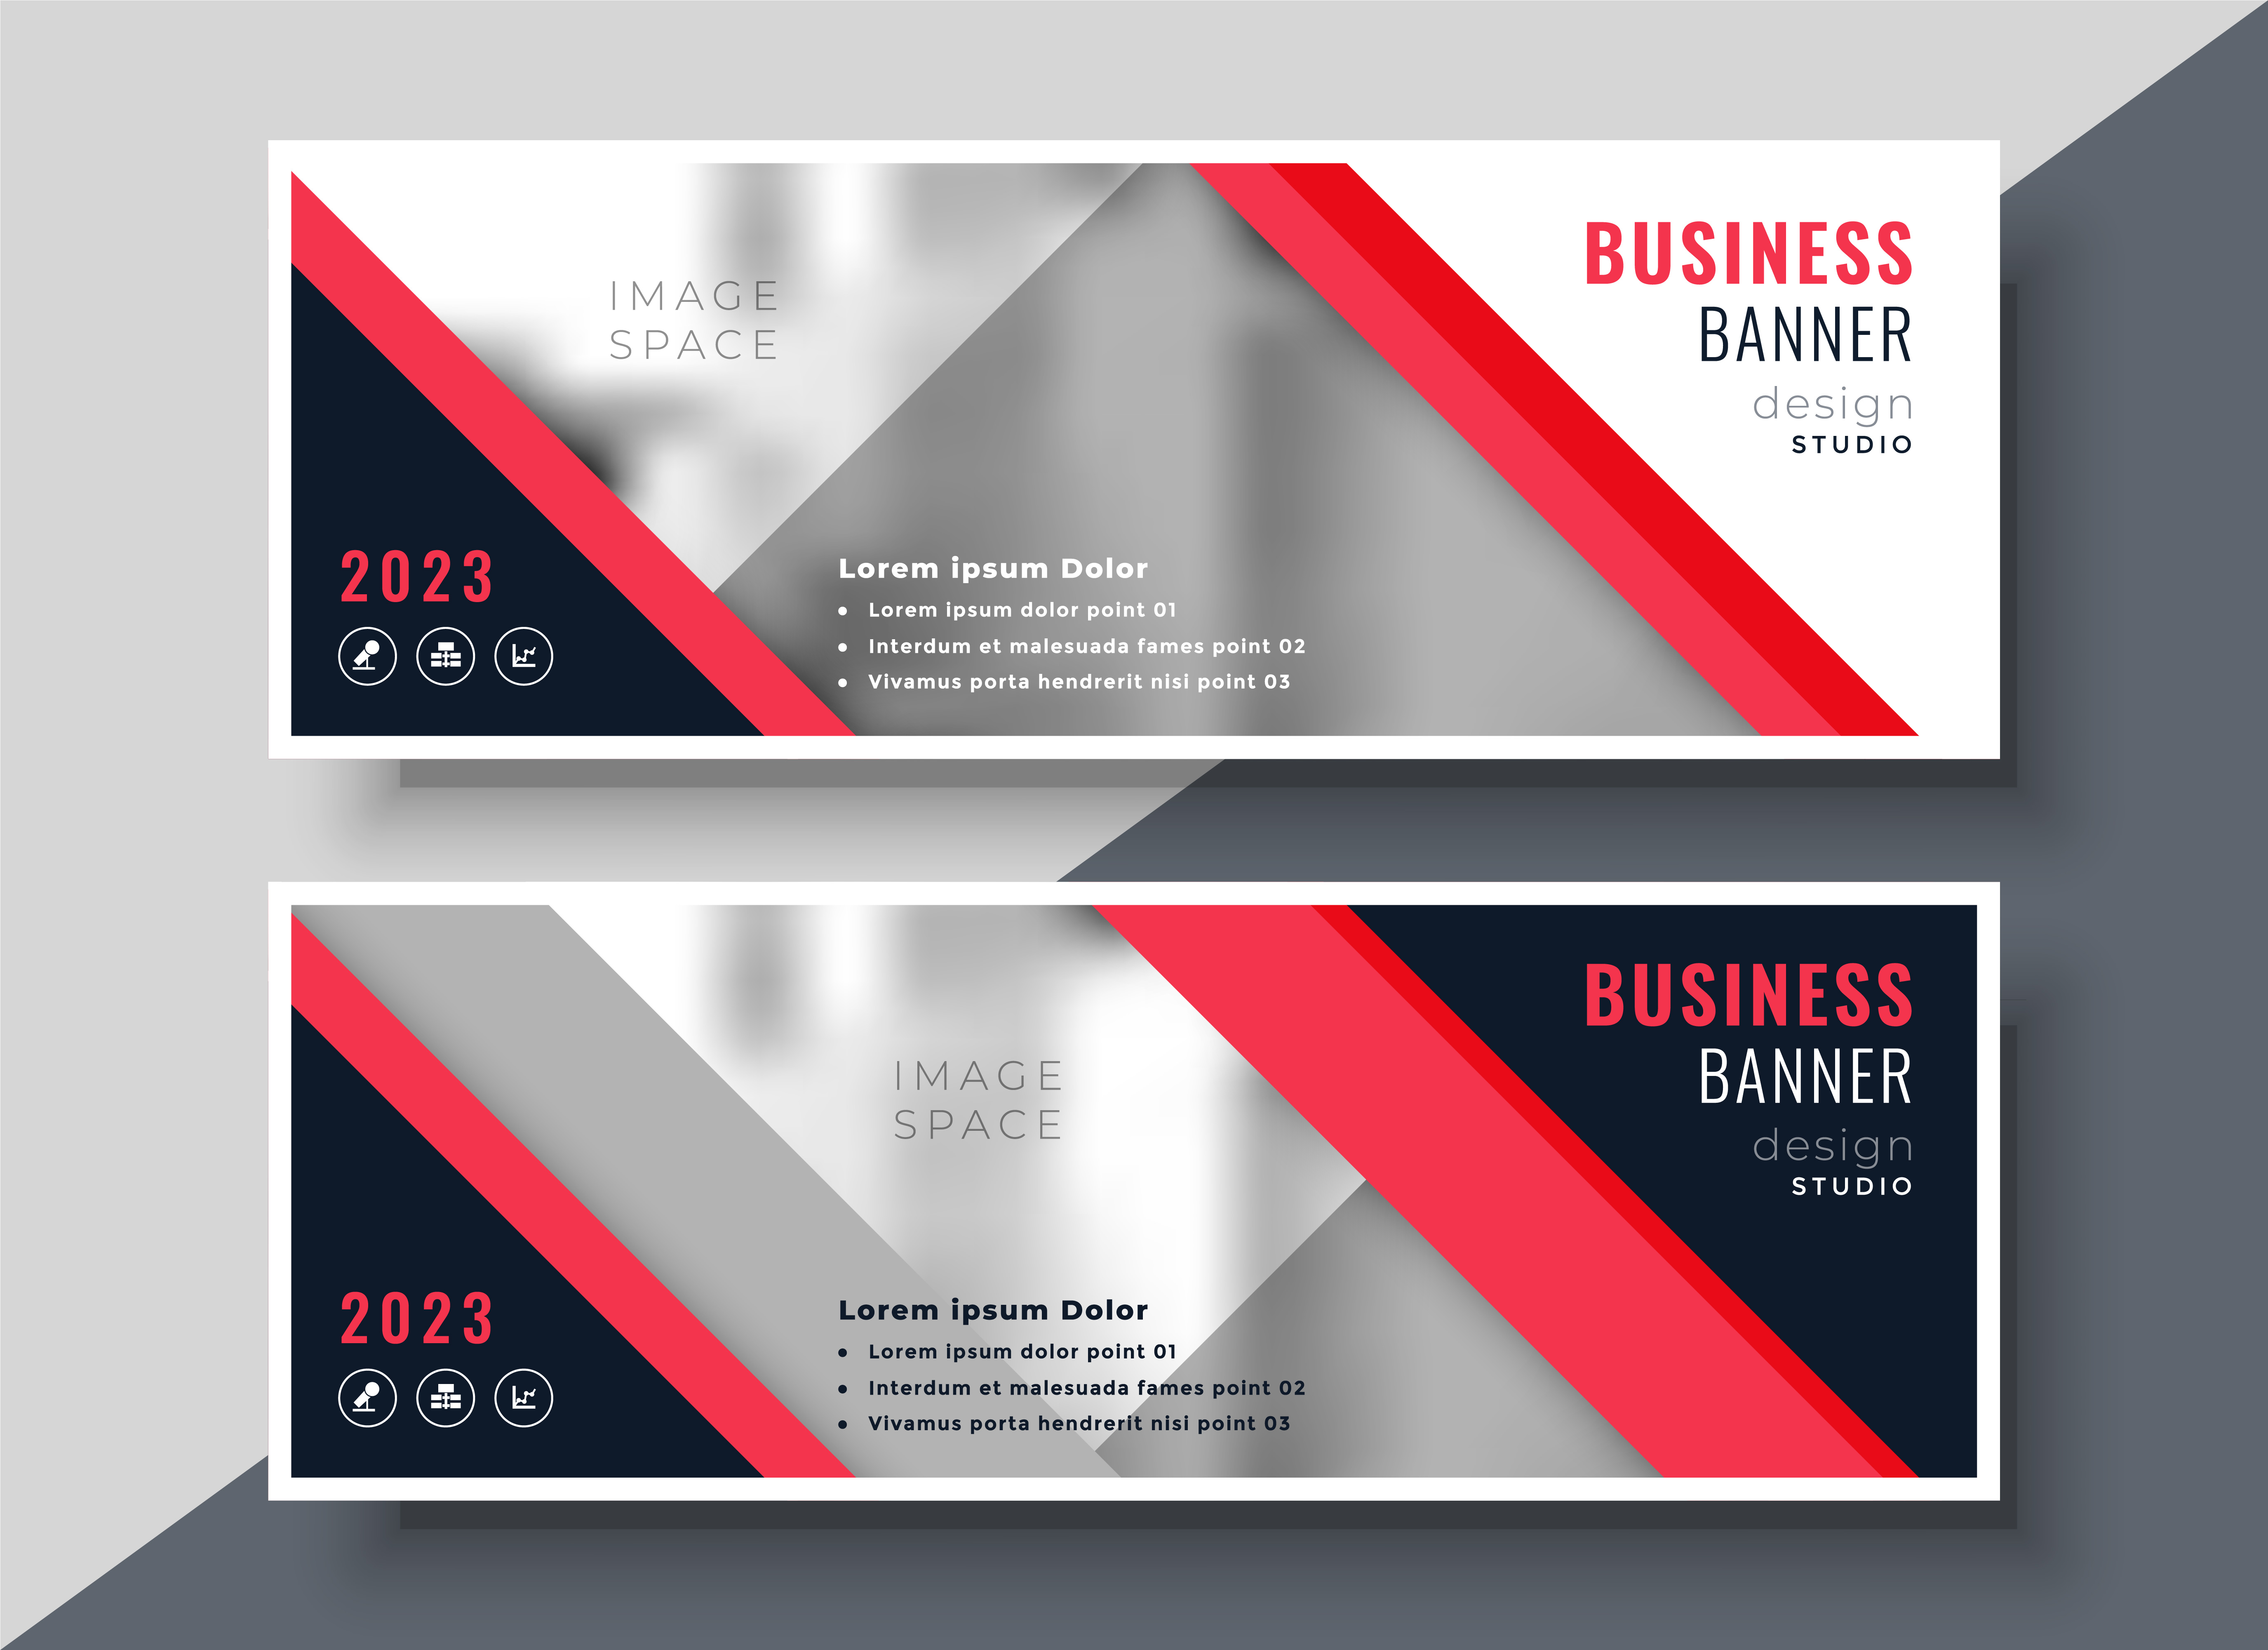 IMAGE
SPACE
BUSINESS
BANNER
design
STUDIO
2023
Lorem ipsum Dolor
• Lorem ipsum dolor point 01
• Interdum et malesuada fames point 02
• Vivamus porta hendrerit nisi point 03
IMAGE
SPACE
BUSINESS
BANNER
design
STUDIO
2023
Lorem ipsum Dolor
• Lorem ipsum dolor point 01
• Interdum et malesuada fames point 02
• Vivamus porta hendrerit nisi point 03